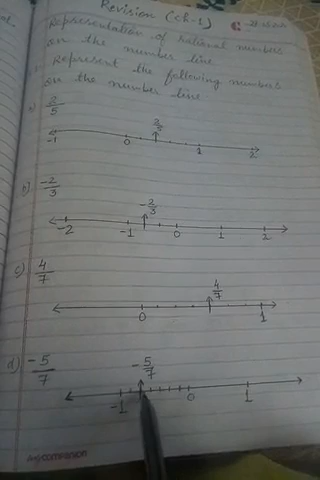 Revision (Ch-1)
Representation of rational numbers
on the number line
Represent the following numbers
on the number line
a) 2/5
2/5
-1 0 1 2
b) -2/3
-2/3
-2 -1 0 1 2
c) 4/7
4/7
0 1
d) -5/7
-5/7
-1 0 1
mycompanion